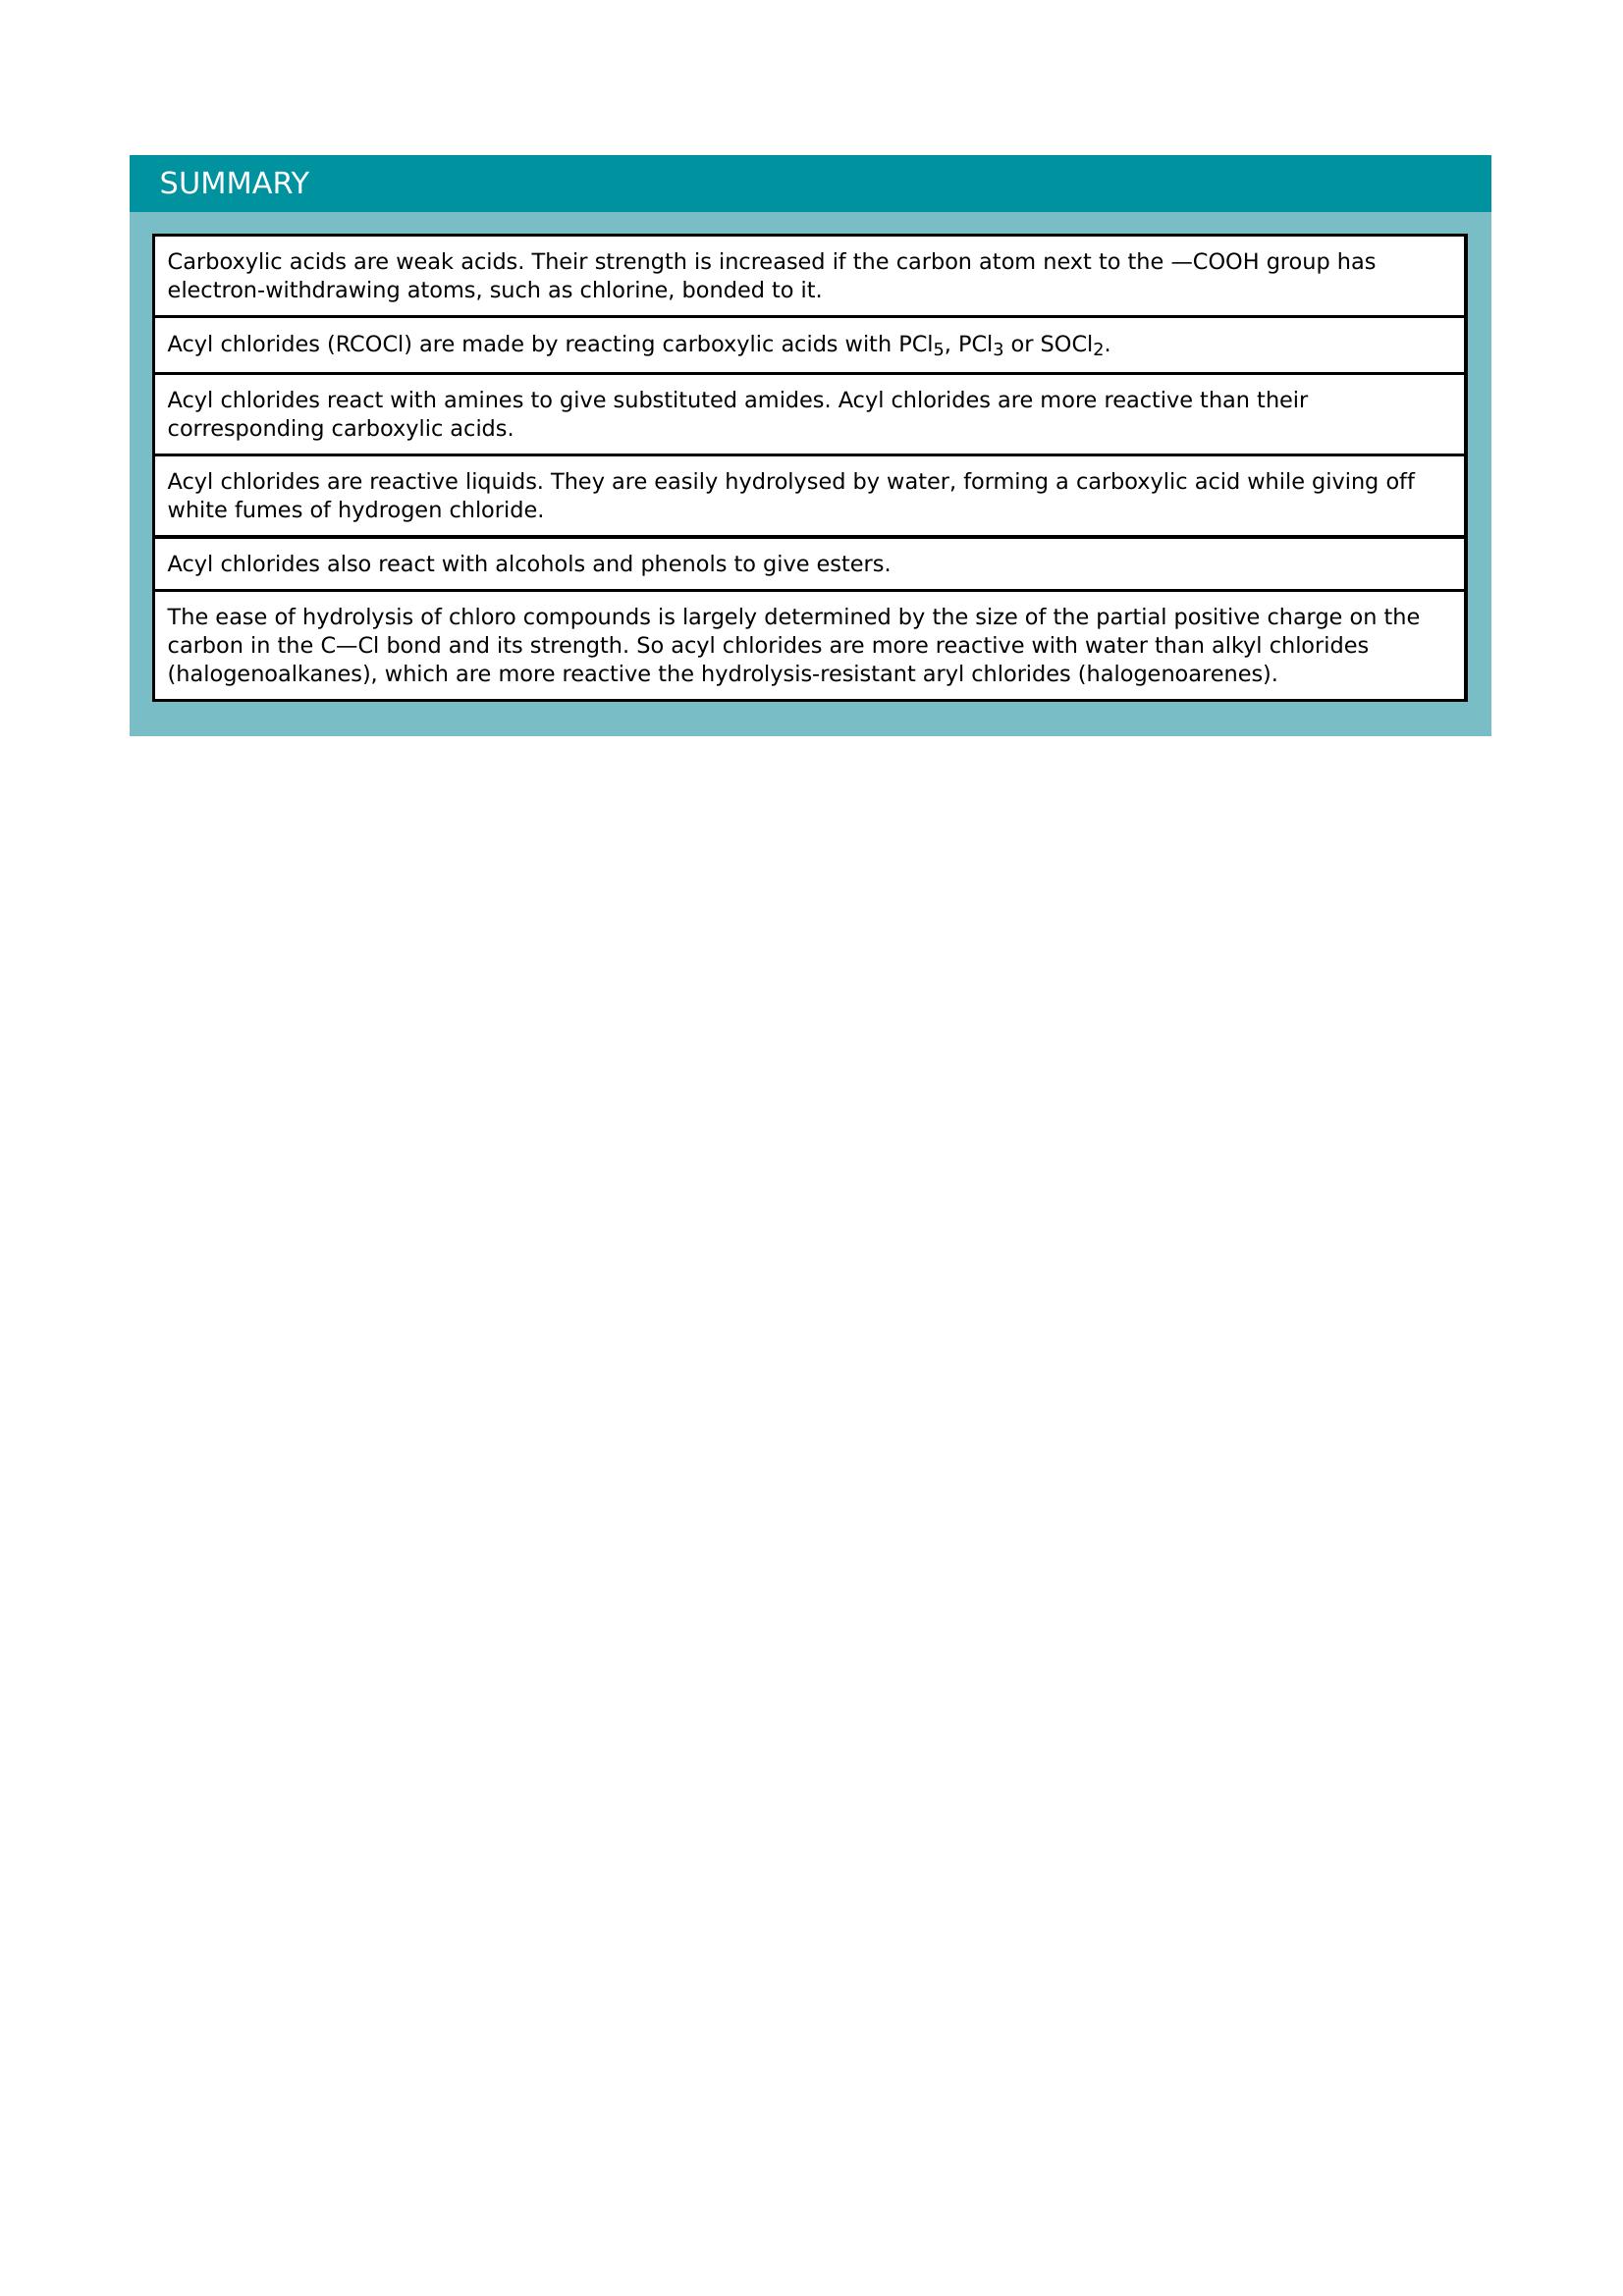 SUMMARY
Carboxylic acids are weak acids. Their strength is increased if the carbon atom next to the —COOH group has
electron-withdrawing atoms, such as chlorine, bonded to it.
Acyl chlorides (RCOCl) are made by reacting carboxylic acids with PCl₅, PCl₃ or SOCl₂.
Acyl chlorides react with amines to give substituted amides. Acyl chlorides are more reactive than their
corresponding carboxylic acids.
Acyl chlorides are reactive liquids. They are easily hydrolysed by water, forming a carboxylic acid while giving off
white fumes of hydrogen chloride.
Acyl chlorides also react with alcohols and phenols to give esters.
The ease of hydrolysis of chloro compounds is largely determined by the size of the partial positive charge on the
carbon in the C—Cl bond and its strength. So acyl chlorides are more reactive with water than alkyl chlorides
(halogenoalkanes), which are more reactive the hydrolysis-resistant aryl chlorides (halogenoarenes).